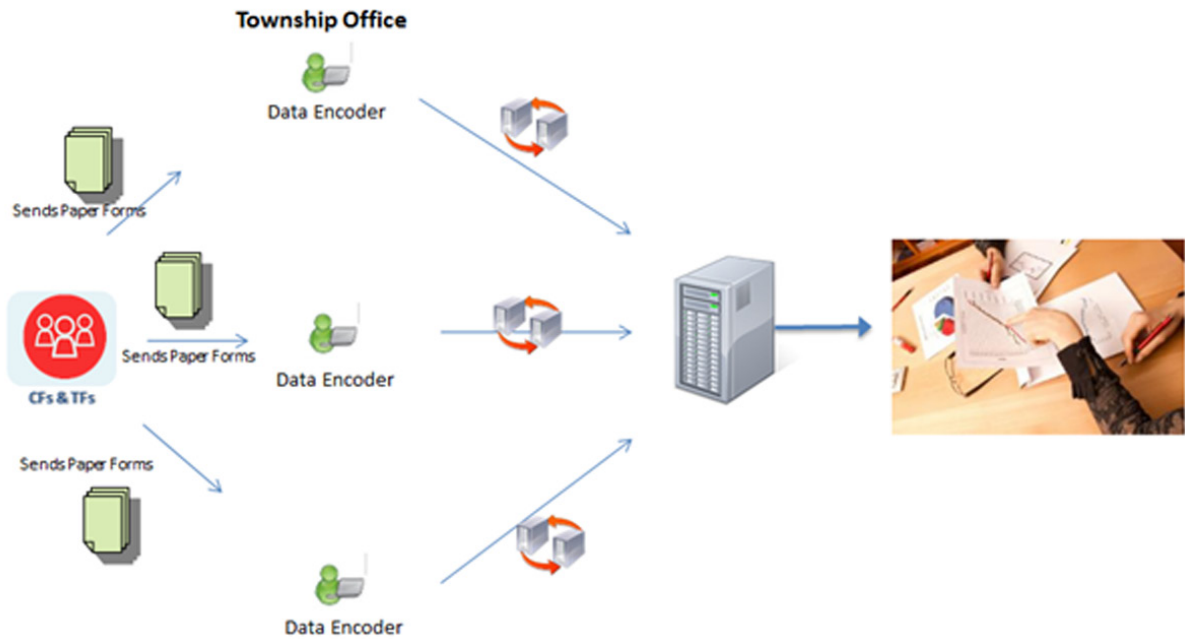 Township Office
Data Encoder
Sends Paper Forms
Sends Paper Forms
Data Encoder
CFs & TFs
Sends Paper Forms
Data Encoder